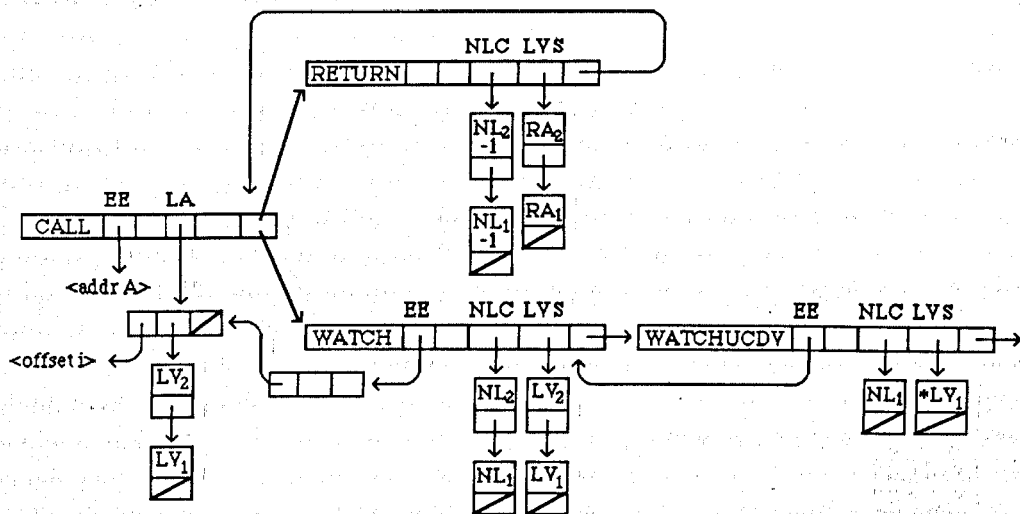 NLC LVS
RETURN
NL2
-1
RA2
NL1
-1
RA1
EE LA
CALL
<addr A>
EE NLC LVS
WATCH
EE NLC LVS
WATCHUCDV
<offset i>
LV2
LV1
NL2
LV2
NL1
LV1
NL1
*LV1